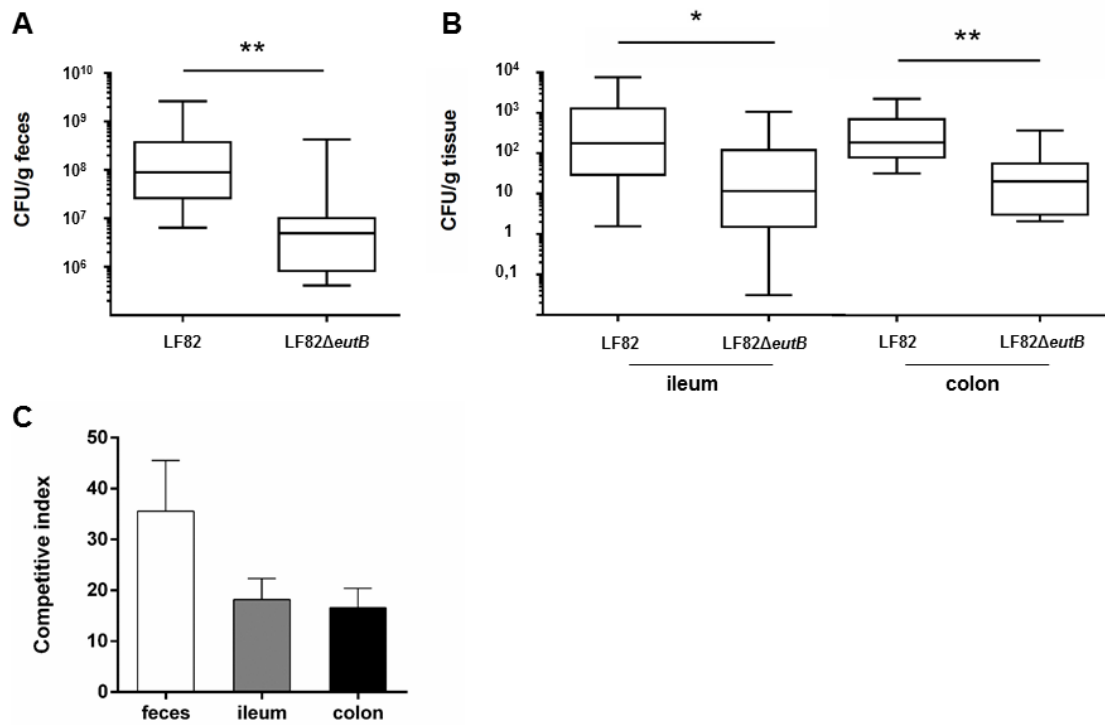 A
**
CFU/g feces
10¹⁰
10⁹
10⁸
10⁷
10⁶
LF82 LF82ΔeutB
B
*
**
CFU/g tissue
10⁴
10³
10²
10
1
0,1
LF82 LF82ΔeutB LF82 LF82ΔeutB
ileum colon
C
Competitive index
50
40
30
20
10
0
feces ileum colon